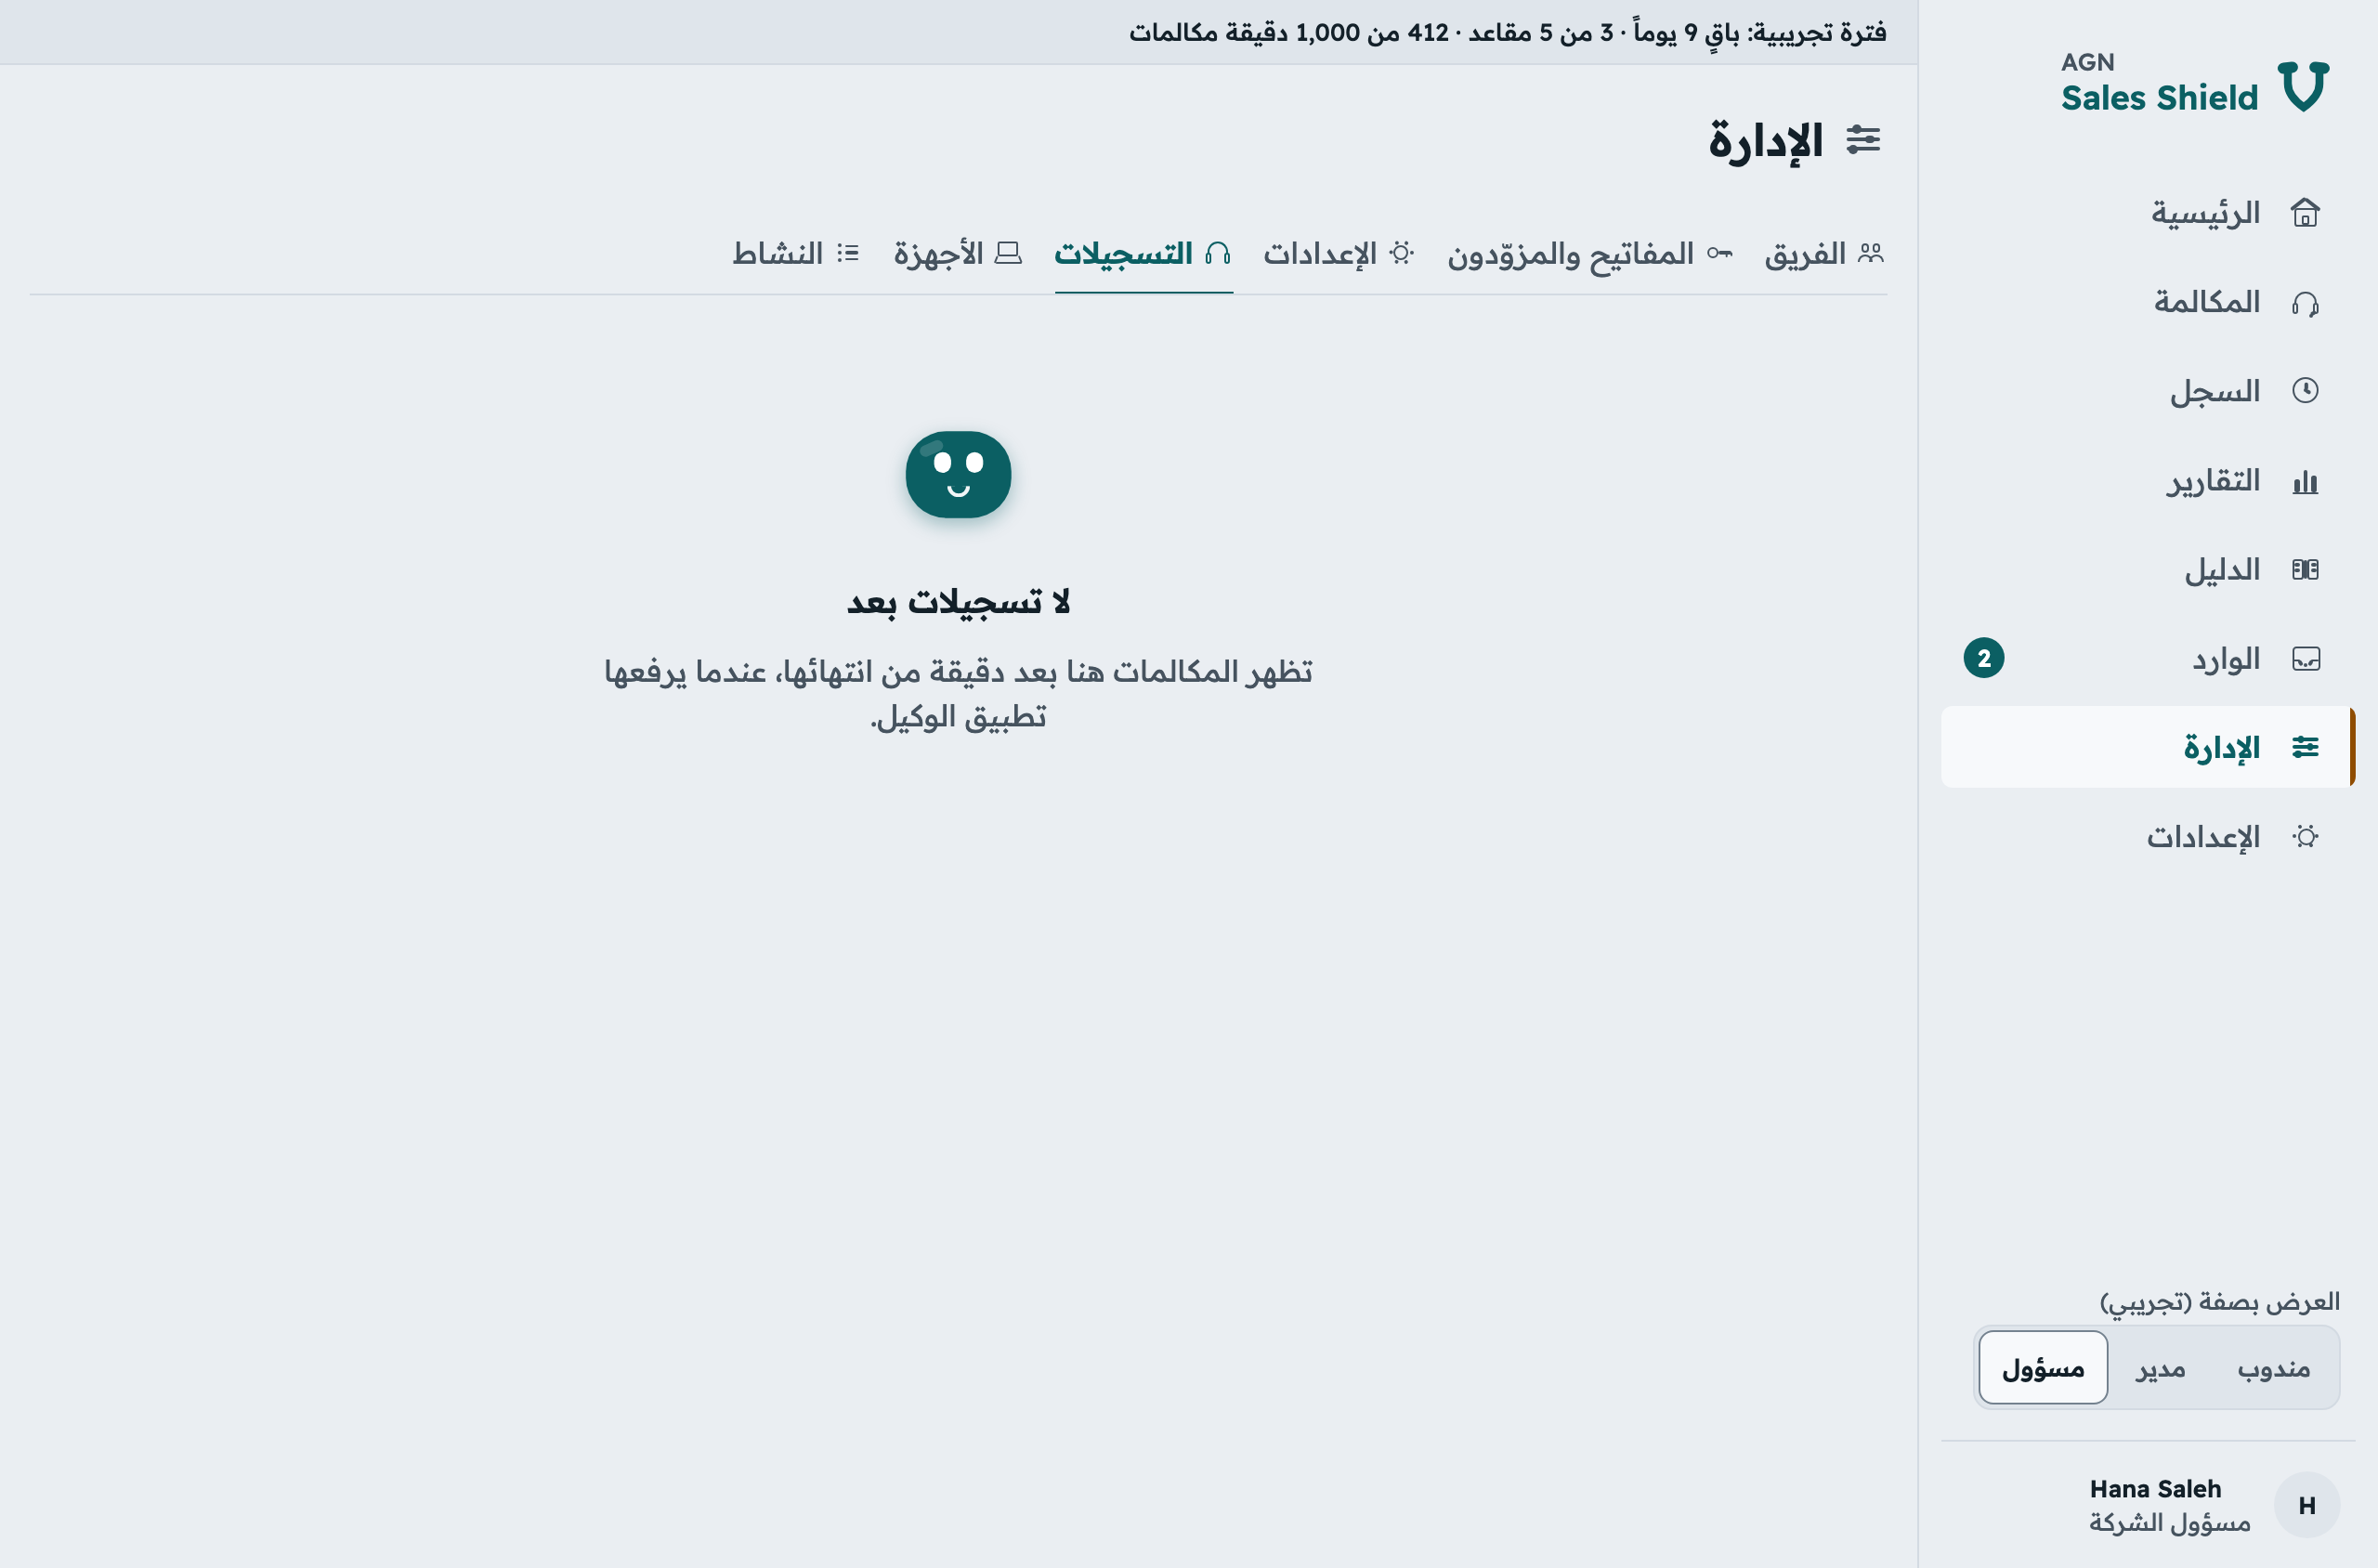 فترة تجريبية: باقٍ 9 يوماً · 3 من 5 مقاعد · 412 من 1,000 دقيقة مكالمات
AGN
Sales Shield
الرئيسية
المكالمة
السجل
التقارير
الدليل
الوارد
2
الإدارة
الإعدادات
العرض بصفة (تجريبي)
مندوب
مدير
مسؤول
H
Hana Saleh
مسؤول الشركة
الإدارة
الفريق
المفاتيح والمزوّدون
الإعدادات
التسجيلات
الأجهزة
النشاط
لا تسجيلات بعد
تظهر المكالمات هنا بعد دقيقة من انتهائها، عندما يرفعها
تطبيق الوكيل.